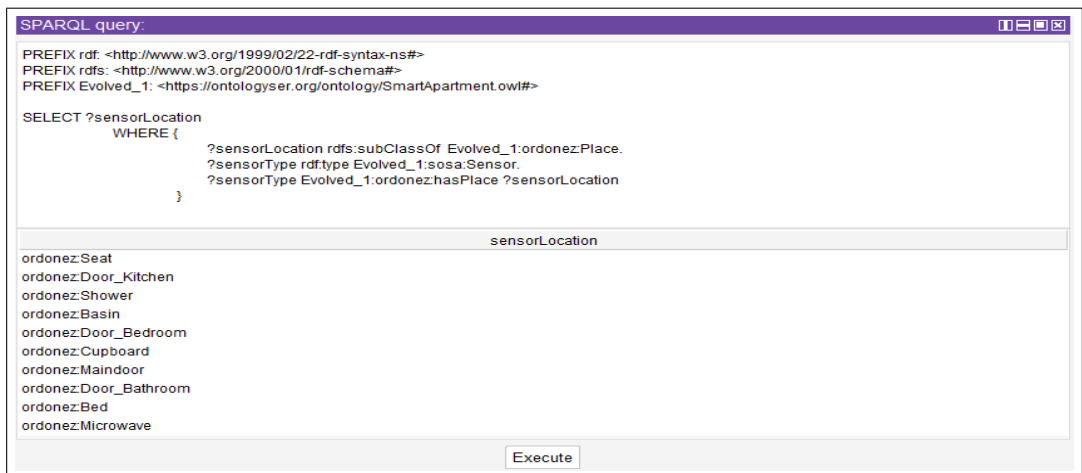 SPARQL query:
PREFIX rdf: <http://www.w3.org/1999/02/22-rdf-syntax-ns#>
PREFIX rdfs: <http://www.w3.org/2000/01/rdf-schema#>
PREFIX Evolved_1: <https://ontologyser.org/ontology/SmartApartment.owl#>
SELECT ?sensorLocation
WHERE {
?sensorLocation rdfs:subClassOf Evolved_1:ordonez:Place.
?sensorType rdf:type Evolved_1:sosa:Sensor.
?sensorType Evolved_1:ordonez:hasPlace ?sensorLocation
}
sensorLocation
ordonez:Seat
ordonez:Door_Kitchen
ordonez:Shower
ordonez:Basin
ordonez:Door_Bedroom
ordonez:Cupboard
ordonez:Maindoor
ordonez:Door_Bathroom
ordonez:Bed
ordonez:Microwave
Execute